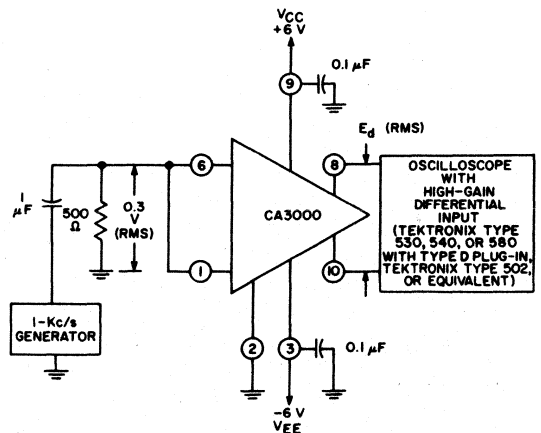 VCC
+6 V
9
0.1 μF
Ed (RMS)
6
8
1
μF
500
Ω
0.3
V
(RMS)
CA3000
OSCILLOSCOPE
WITH
HIGH-GAIN
DIFFERENTIAL
INPUT
(TEKTRONIX TYPE
530, 540, OR 580
WITH TYPE D PLUG-IN,
TEKTRONIX TYPE 502,
OR EQUIVALENT)
1
10
1-Kc/s
GENERATOR
2
3
0.1 μF
-6 V
VEE